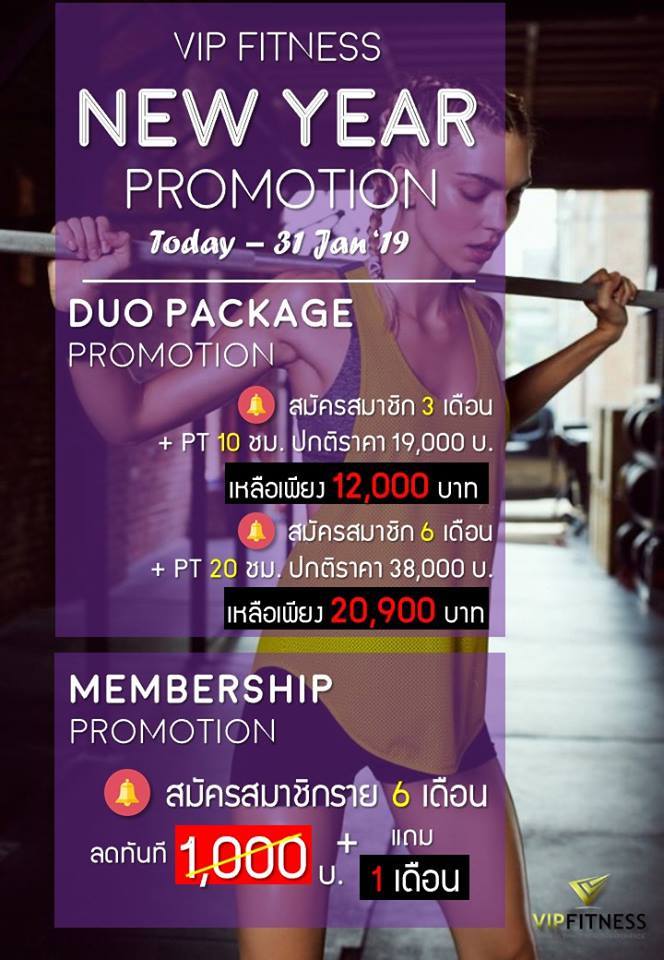 VIP FITNESS
NEW YEAR
PROMOTION
Today – 31 Jan '19
DUO PACKAGE
PROMOTION
สมัครสมาชิก 3 เดือน
+ PT 10 ชม. ปกติราคา 19,000 บ.
เหลือเพียง 12,000 บาท
สมัครสมาชิก 6 เดือน
+ PT 20 ชม. ปกติราคา 38,000 บ.
เหลือเพียง 20,900 บาท
MEMBERSHIP
PROMOTION
สมัครสมาชิกราย 6 เดือน
ลดทันที 1,000 บ. + แถม
1 เดือน
VIPFITNESS